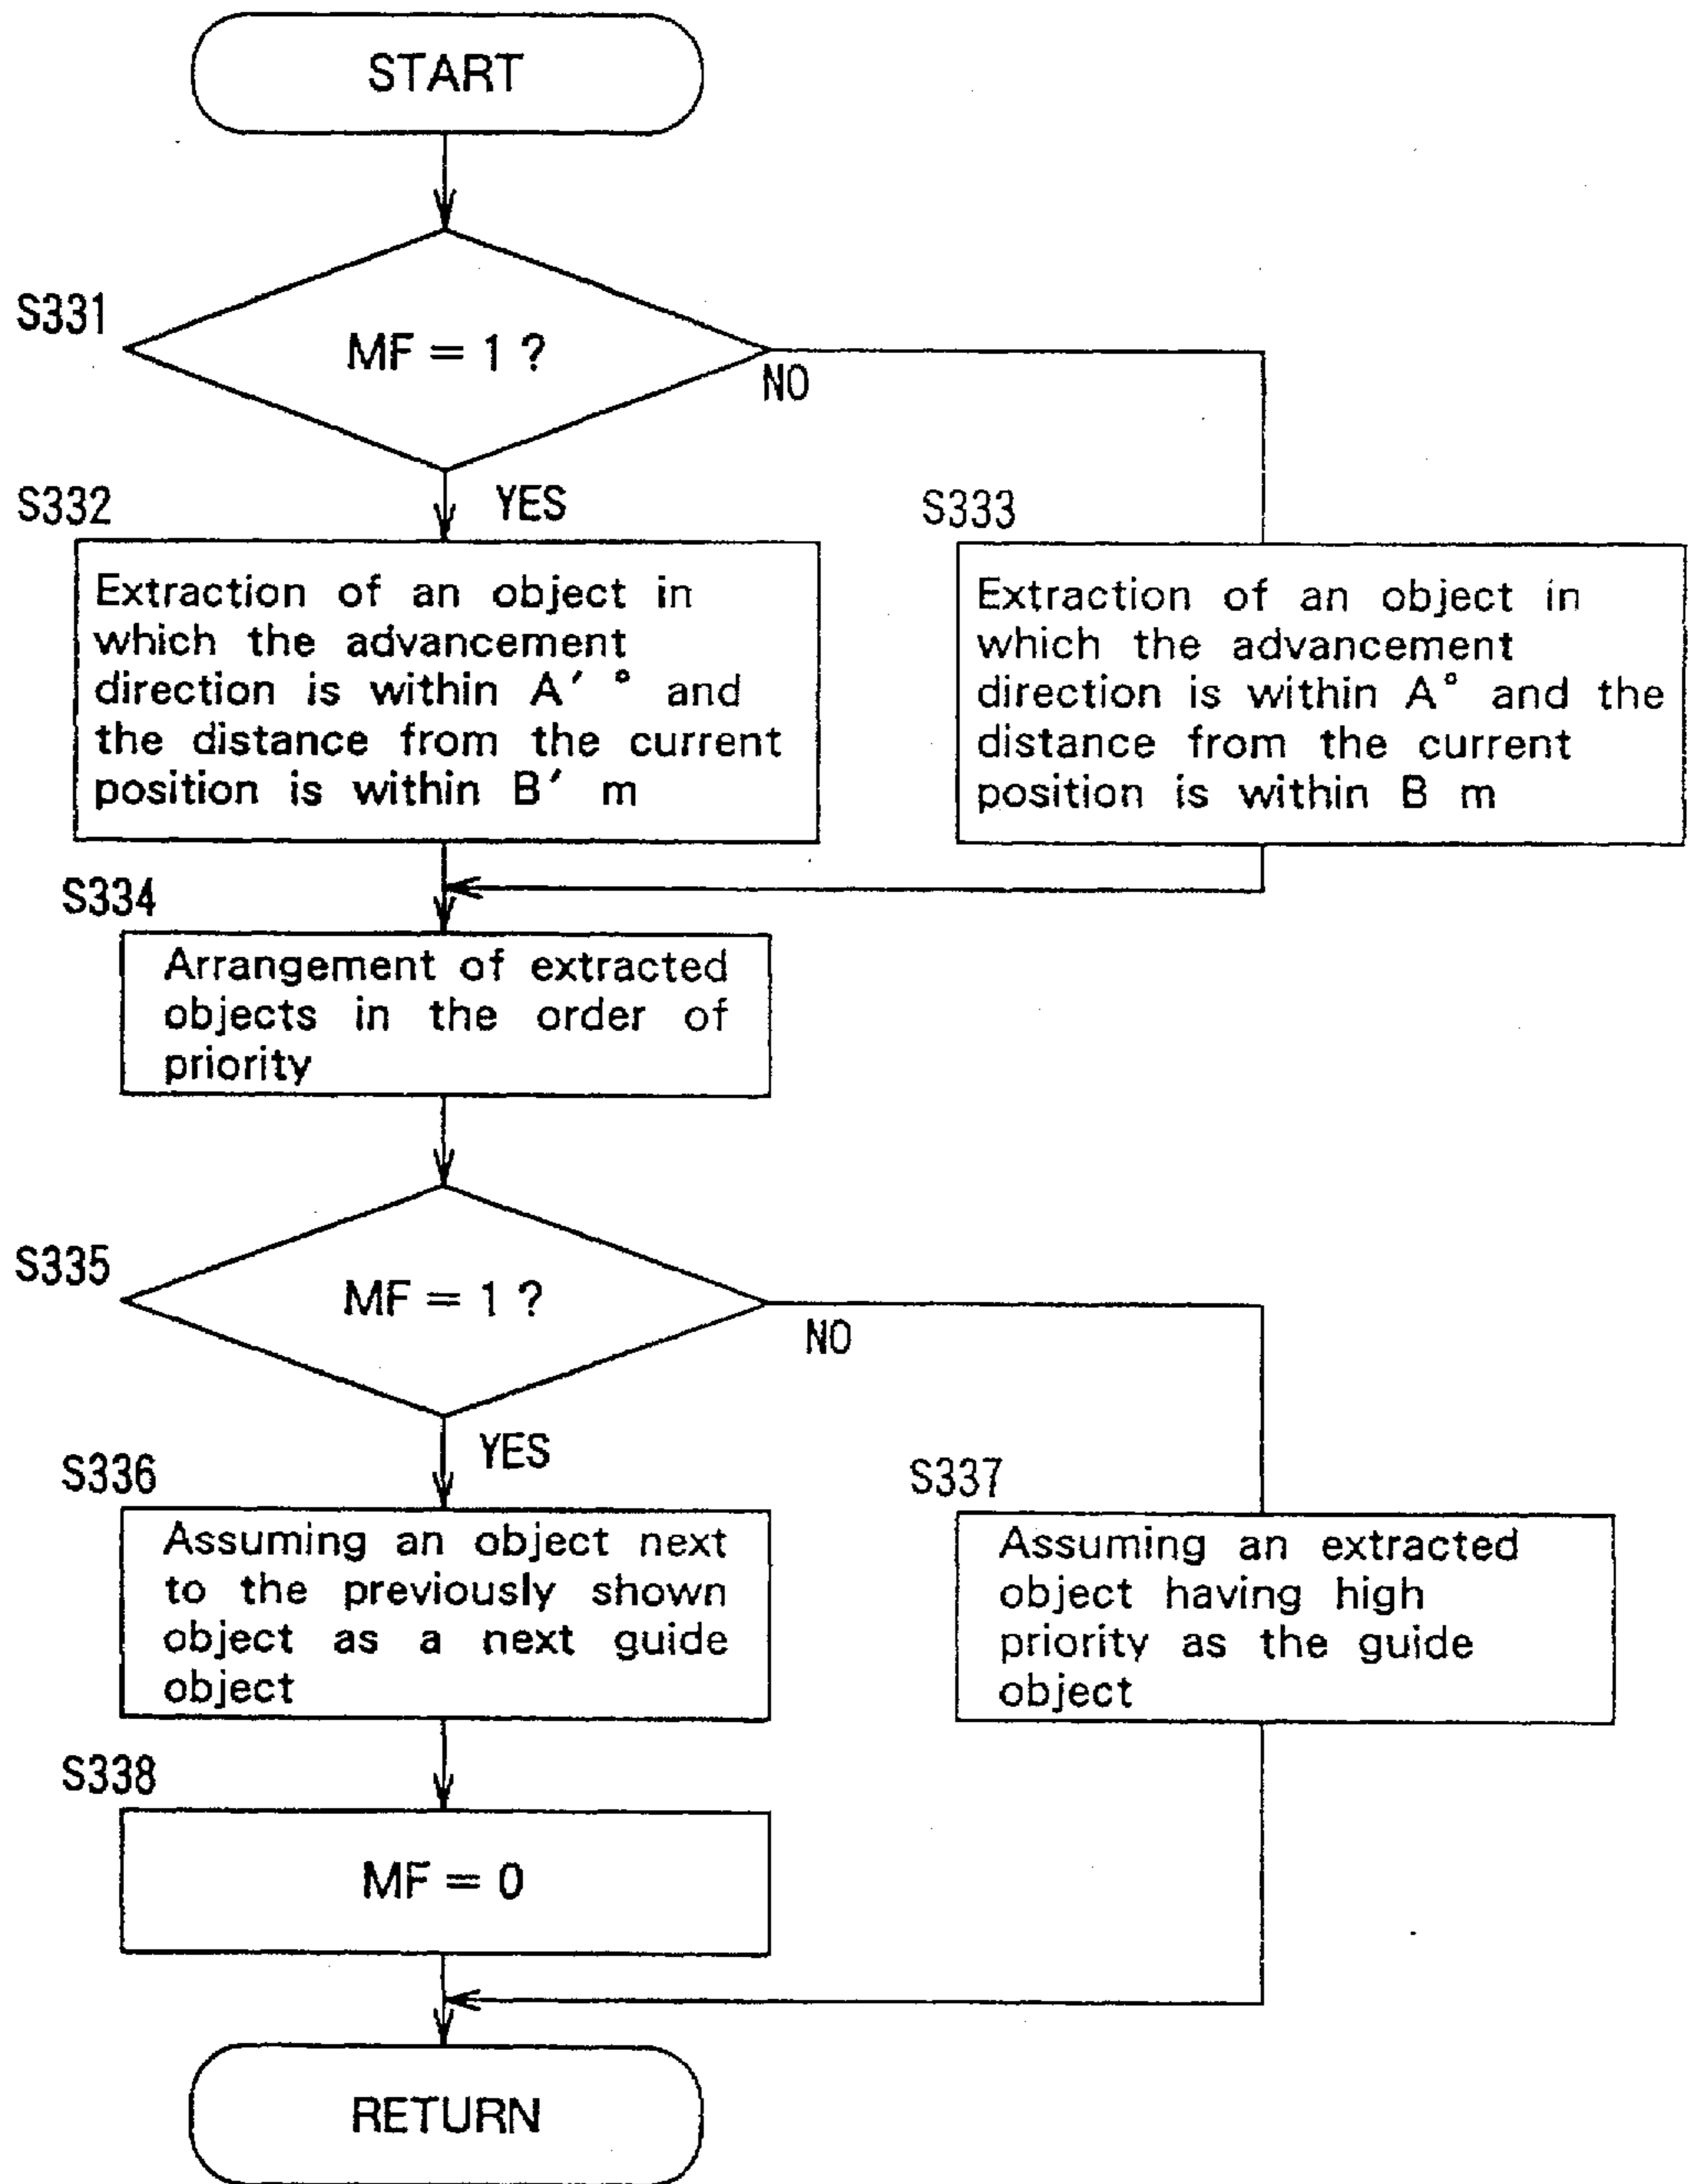 START
S331
MF = 1 ?
NO
S332
YES
S333
Extraction of an object in
which the advancement
direction is within A′ ° and
the distance from the current
position is within B′ m
Extraction of an object in
which the advancement
direction is within A° and the
distance from the current
position is within B m
S334
Arrangement of extracted
objects in the order of
priority
S335
MF = 1 ?
NO
YES
S336
S337
Assuming an object next
to the previously shown
object as a next guide
object
Assuming an extracted
object having high
priority as the guide
object
S338
MF = 0
RETURN